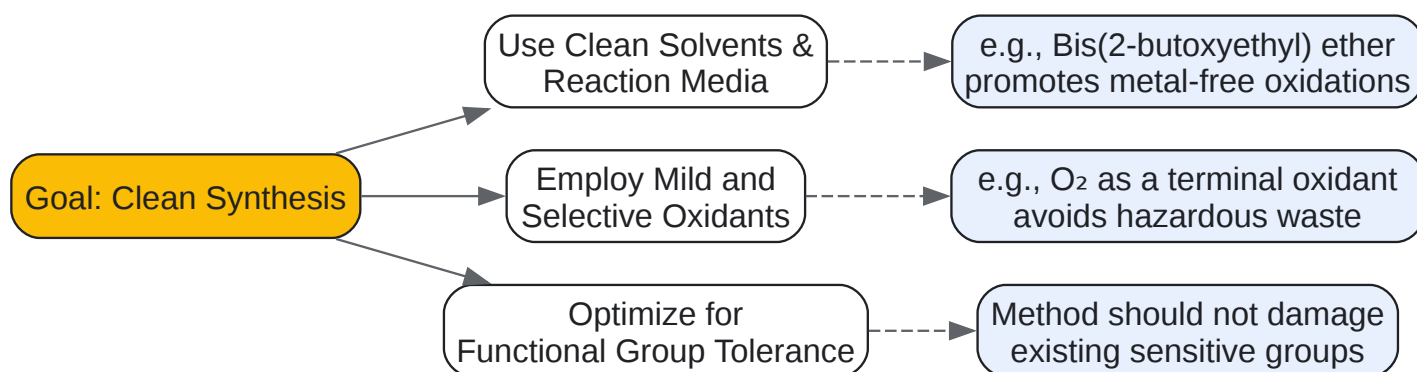 Goal: Clean Synthesis
Use Clean Solvents &
Reaction Media
e.g., Bis(2-butoxyethyl) ether
promotes metal-free oxidations
Employ Mild and
Selective Oxidants
e.g., O₂ as a terminal oxidant
avoids hazardous waste
Optimize for
Functional Group Tolerance
Method should not damage
existing sensitive groups